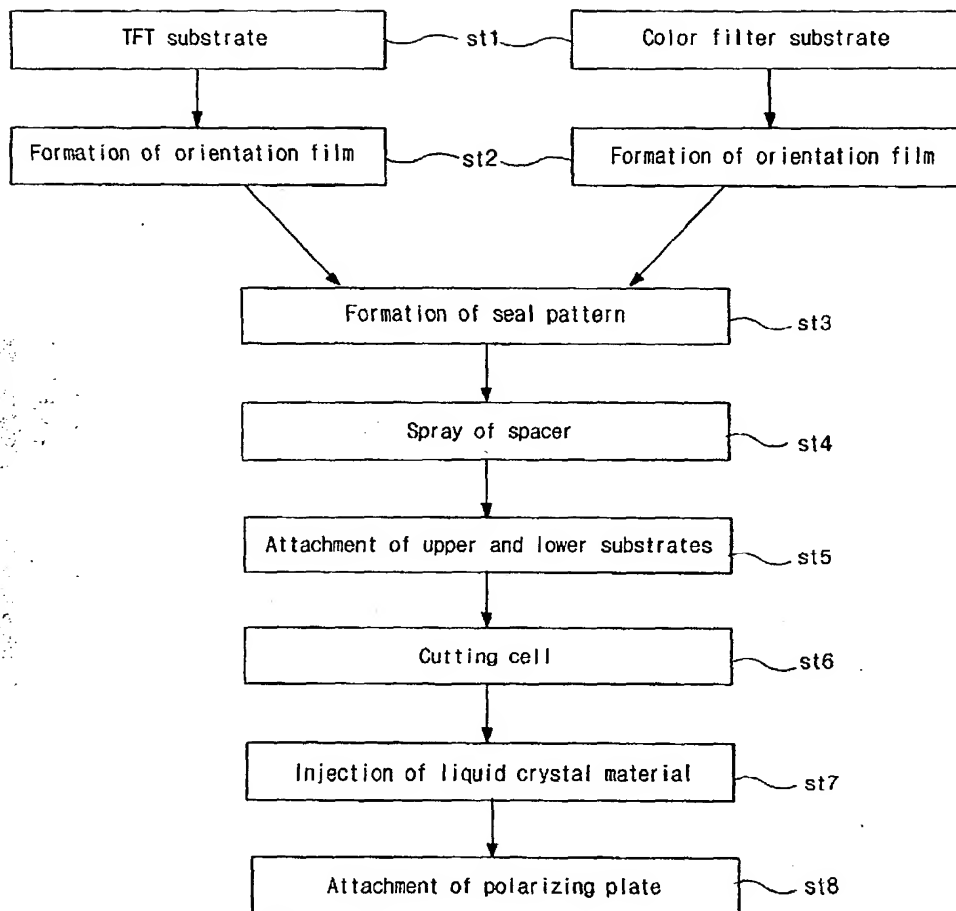 TFT substrate st1 Color filter substrate
Formation of orientation film st2 Formation of orientation film
Formation of seal pattern st3
Spray of spacer st4
Attachment of upper and lower substrates st5
Cutting cell st6
Injection of liquid crystal material st7
Attachment of polarizing plate st8